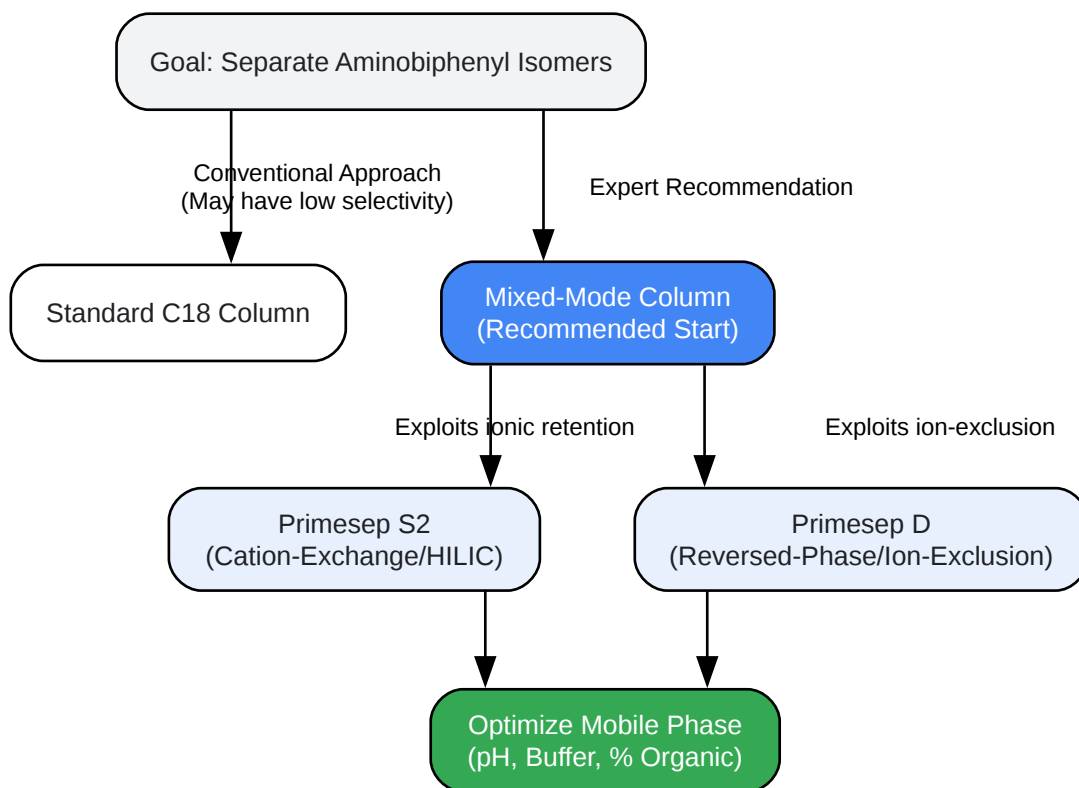 Goal: Separate Aminobiphenyl Isomers
Conventional Approach
(May have low selectivity)
Expert Recommendation
Standard C18 Column
Mixed-Mode Column
(Recommended Start)
Exploits ionic retention
Exploits ion-exclusion
Primesep S2
(Cation-Exchange/HILIC)
Primesep D
(Reversed-Phase/Ion-Exclusion)
Optimize Mobile Phase
(pH, Buffer, % Organic)